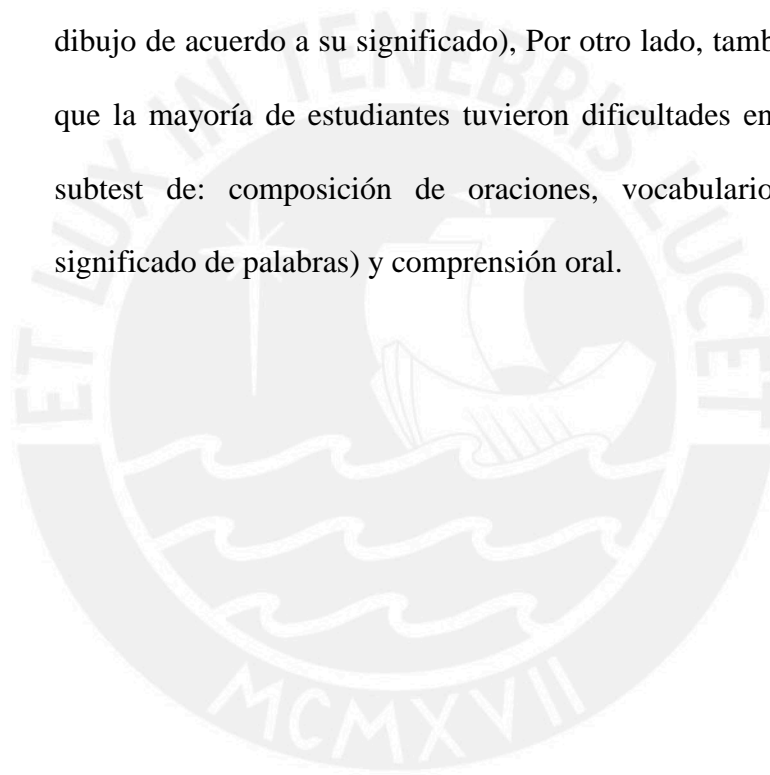 dibujo de acuerdo a su significado), Por otro lado, tamb
que la mayoría de estudiantes tuvieron dificultades en
subtest de: composición de oraciones, vocabulario
significado de palabras) y comprensión oral.
ET LUX IN TENEBRIS LUCET
MCMXVII